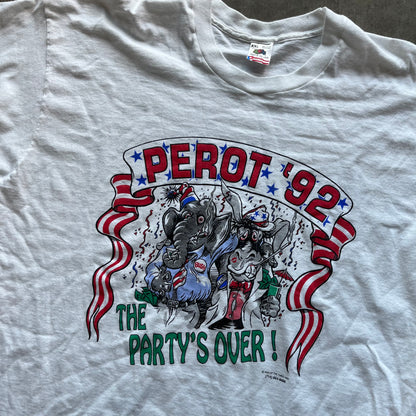 PEROT '92
THE
PARTY'S OVER!